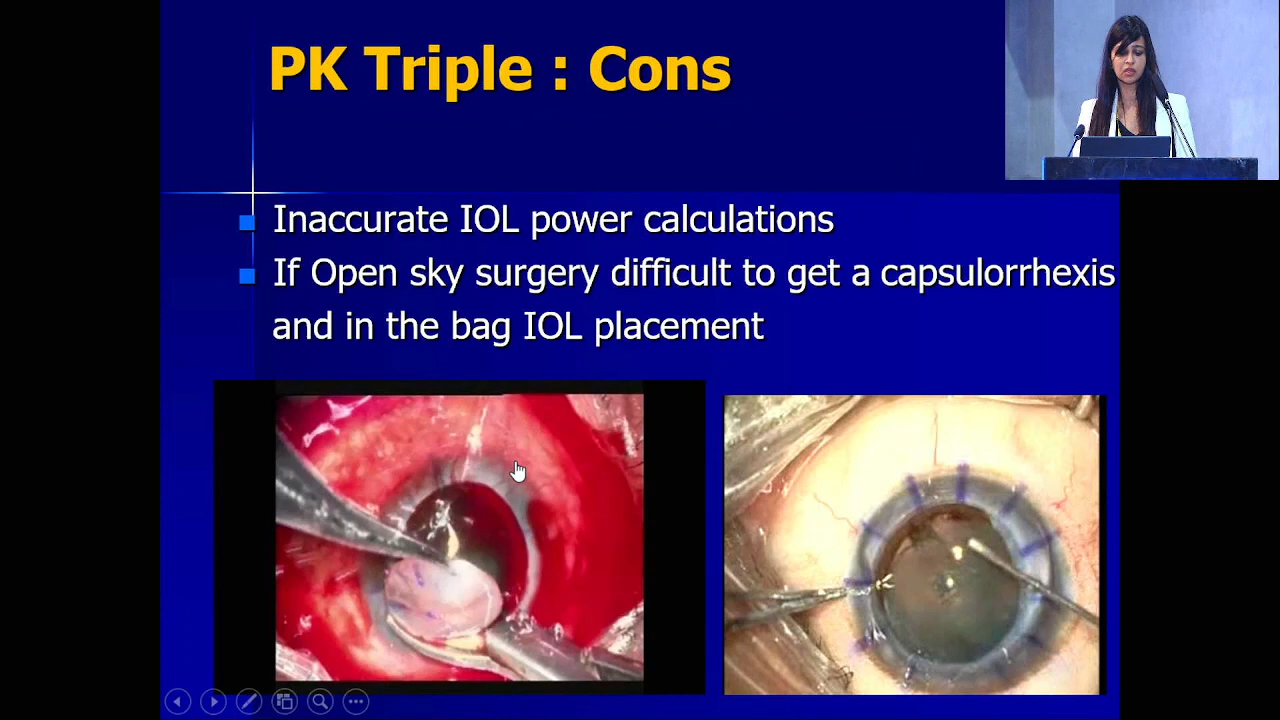 PK Triple : Cons
Inaccurate IOL power calculations
If Open sky surgery difficult to get a capsulorrhexis
and in the bag IOL placement